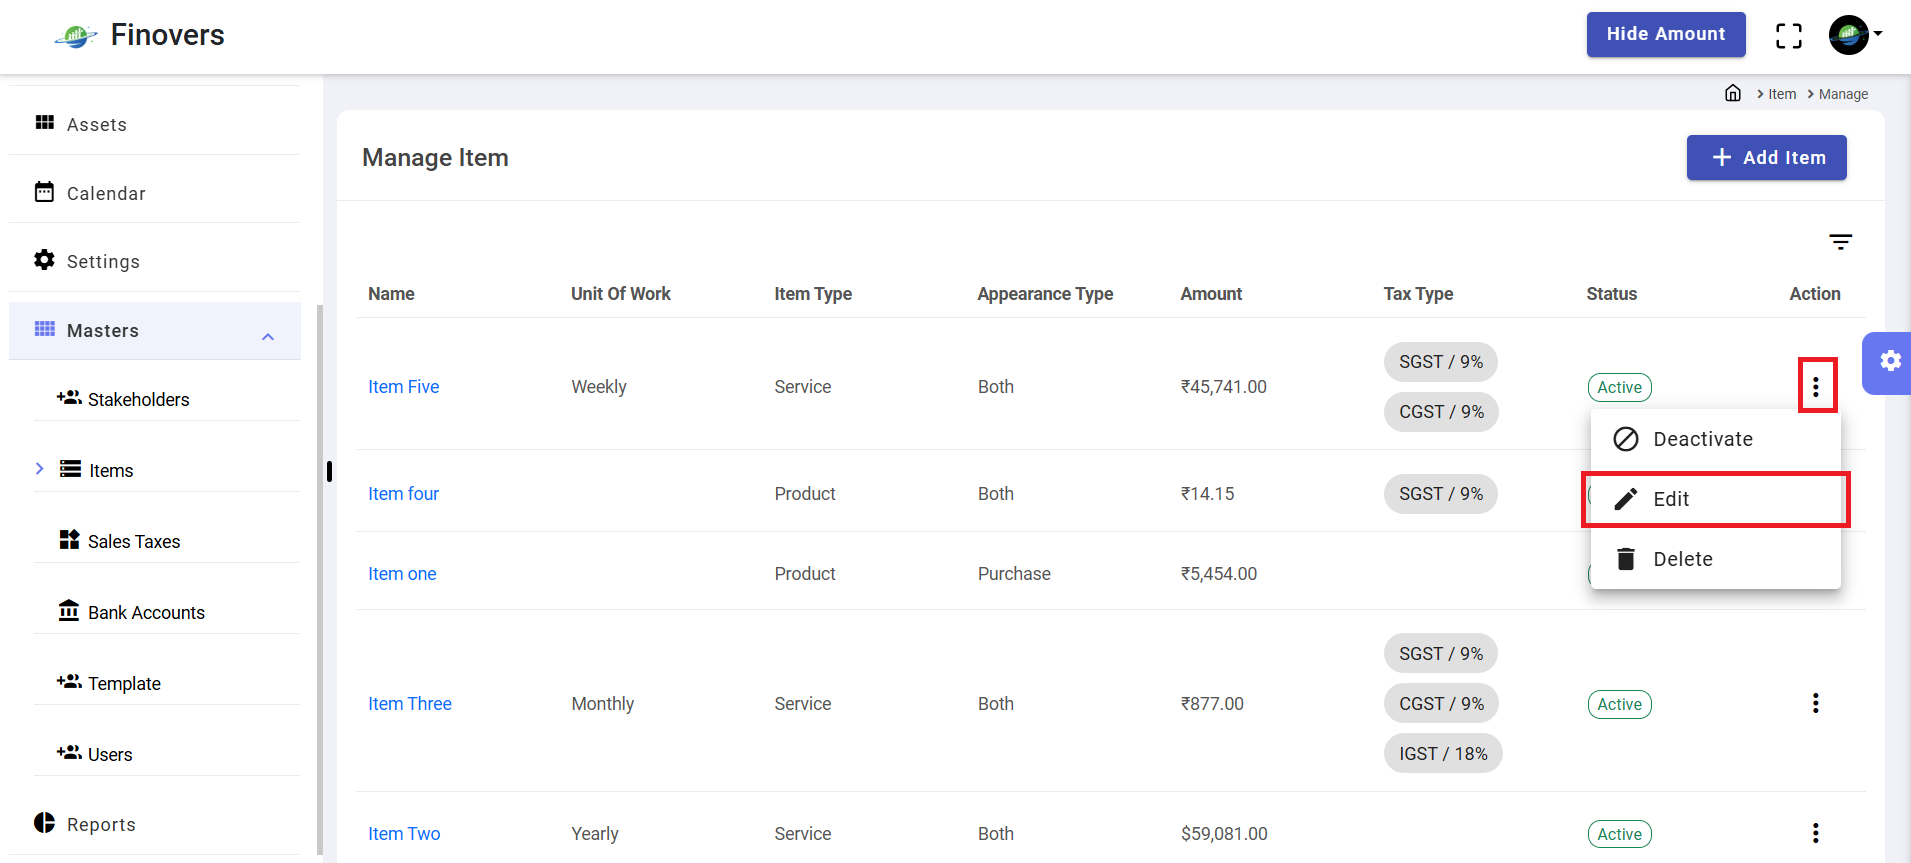 Finovers
Hide Amount
Item
Manage
Assets
Calendar
Settings
Masters
Stakeholders
Items
Sales Taxes
Bank Accounts
Template
Users
Reports
Manage Item
Add Item
Name Unit Of Work Item Type Appearance Type Amount Tax Type Status Action
Item Five Weekly Service Both ₹45,741.00 SGST / 9% CGST / 9% Active
Deactivate
Edit
Delete
Item four Product Both ₹14.15 SGST / 9%
Item one Product Purchase ₹5,454.00
Item Three Monthly Service Both ₹877.00 SGST / 9% CGST / 9% IGST / 18% Active
Item Two Yearly Service Both $59,081.00 Active